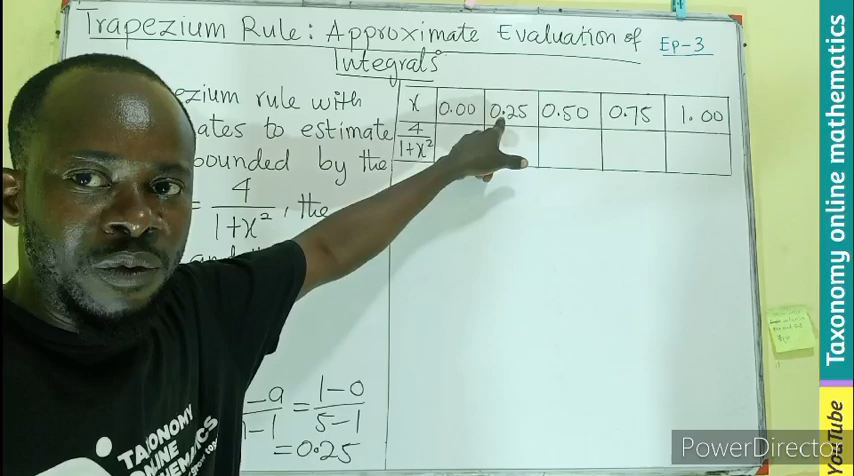 Trapezium Rule: Approximate Evaluation of Integrals
Ep-3
ezium rule with
ates to estimate
bounded by the
= 4/(1+x²), the
and
-a/-1 = 1-0/5-1
=0.25
x 0.00 0.25 0.50 0.75 1.00
4/(1+x²)
TAXONOMY
ONLINE
MATHEMATICS
Taxonomy online mathematics
YouTube
PowerDirector